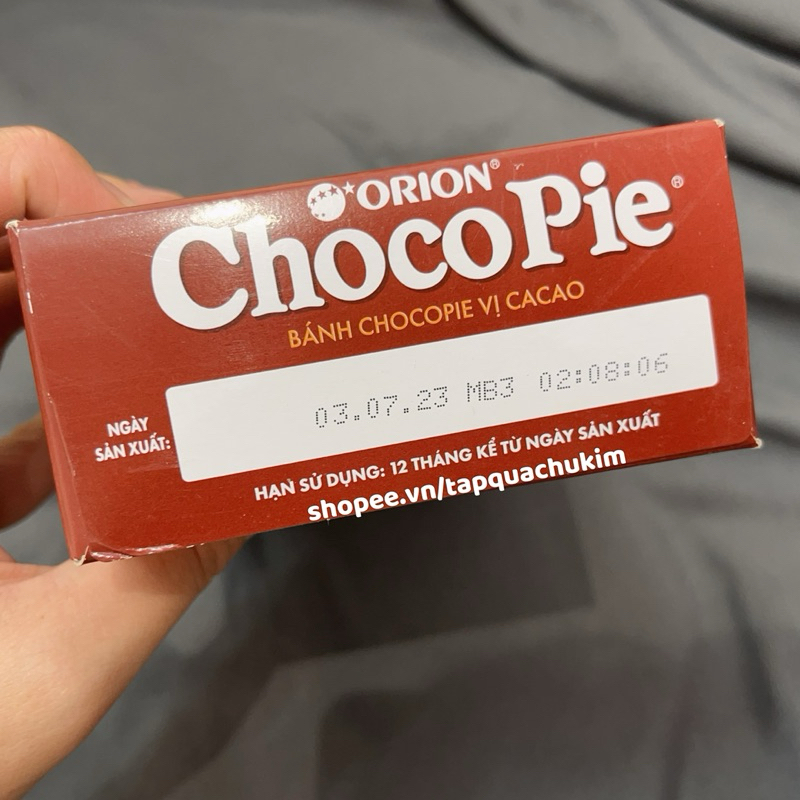 ORION®
ChocoPie®
BÁNH CHOCOPIE VỊ CACAO
NGÀY
SẢN XUẤT:
03.07.23 MB3 02:08:06
HẠN SỬ DỤNG: 12 THÁNG KỂ TỪ NGÀY SẢN XUẤT
shopee.vn/tapquachukim